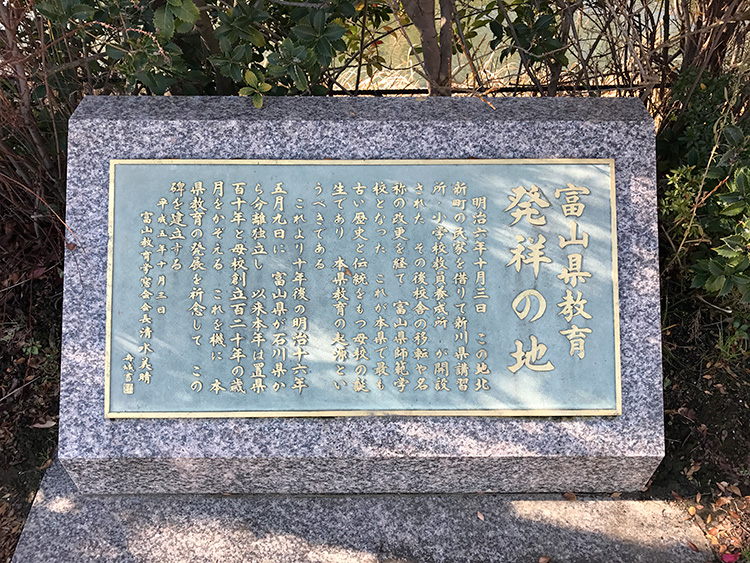 富山県教育
発祥の地
明治六年十月三日 この地北
新町の民家を借りて新川県講習
所・小学校教員養成所 が開設
された その後校舎の移転や名
称の改更を経て 富山県師範学
校となった これが本県で最も
古い歴史と伝統をもつ母校の誕
生であり 本県教育の起源とい
うべきである
これより十年後の明治十六年
五月九日に 富山県が石川県か
ら分離独立し 以来本年は置県
百十年と母校創立百二十年の歳
月をかぞえる これを機に 本
県教育の発展を祈念して この
碑を建立する
平成五年十月三日
富山教育学窓会会長 清水美晴